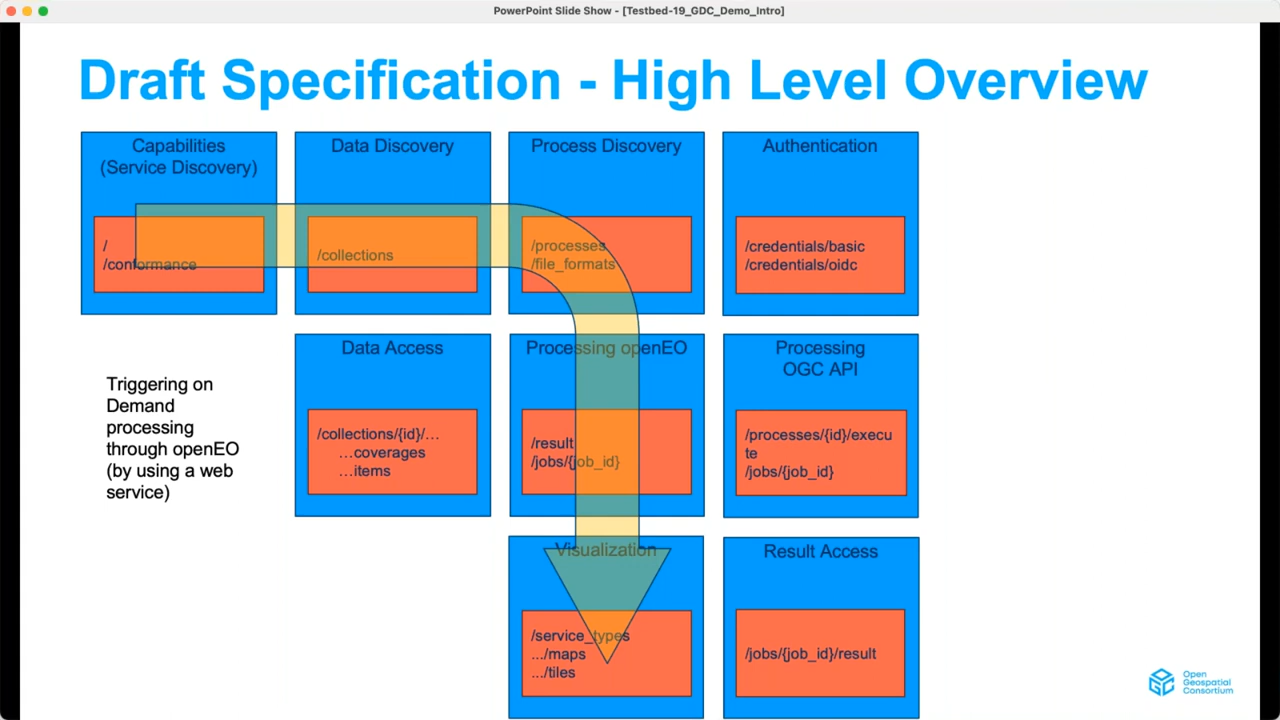 PowerPoint Slide Show - [Testbed-19_GDC_Demo_Intro]
Draft Specification - High Level Overview
Capabilities
(Service Discovery)
/
/conformance
Data Discovery
/collections
Process Discovery
/processes
/file_formats
Authentication
/credentials/basic
/credentials/oidc
Triggering on
Demand
processing
through openEO
(by using a web
service)
Data Access
/collections/{id}/…
…coverages
…items
Processing openEO
/result
/jobs/{job_id}
Processing
OGC API
/processes/{id}/execu
te
/jobs/{job_id}
Visualization
/service_types
.../maps
.../tiles
Result Access
/jobs/{job_id}/result
Open
Geospatial
Consortium